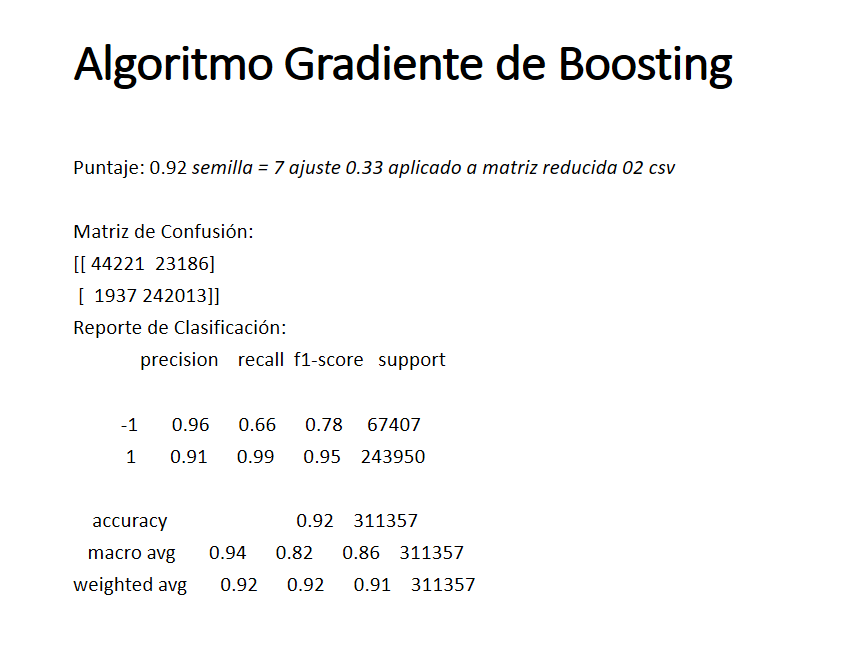 Algoritmo Gradiente de Boosting
Puntaje: 0.92 semilla = 7 ajuste 0.33 aplicado a matriz reducida 02 csv
Matriz de Confusión:
[[ 44221  23186]
[  1937 242013]]
Reporte de Clasificación:
precision    recall  f1-score   support
-1       0.96      0.66      0.78     67407
1       0.91      0.99      0.95    243950
accuracy                           0.92    311357
macro avg       0.94      0.82      0.86    311357
weighted avg       0.92      0.92      0.91    311357